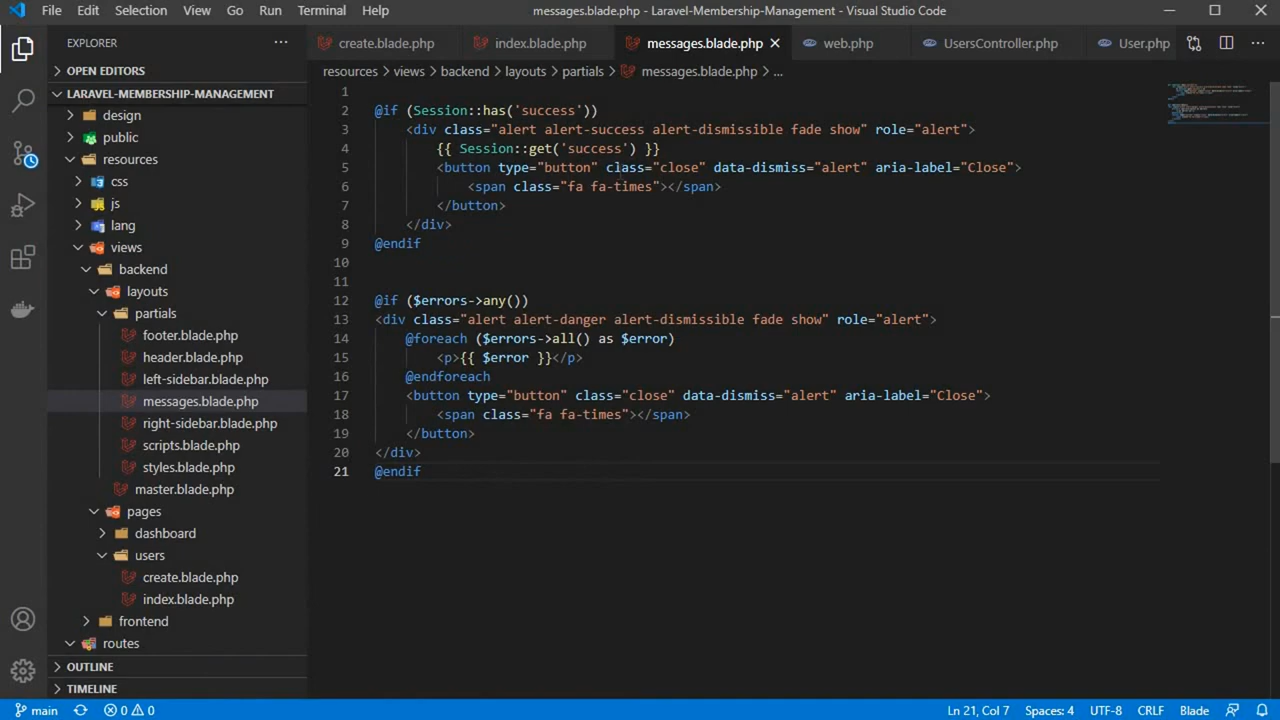 File Edit Selection View Go Run Terminal Help messages.blade.php - Laravel-Membership-Management - Visual Studio Code
EXPLORER
create.blade.php index.blade.php messages.blade.php web.php UsersController.php User.php
OPEN EDITORS
LARAVEL-MEMBERSHIP-MANAGEMENT
design
public
resources
css
js
lang
views
backend
layouts
partials
footer.blade.php
header.blade.php
left-sidebar.blade.php
messages.blade.php
right-sidebar.blade.php
scripts.blade.php
styles.blade.php
master.blade.php
pages
dashboard
users
create.blade.php
index.blade.php
frontend
routes
OUTLINE
TIMELINE
resources > views > backend > layouts > partials > messages.blade.php > ...
1
2 @if (Session::has('success'))
3 <div class="alert alert-success alert-dismissible fade show" role="alert">
4 {{ Session::get('success') }}
5 <button type="button" class="close" data-dismiss="alert" aria-label="Close">
6 <span class="fa fa-times"></span>
7 </button>
8 </div>
9 @endif
10
11
12 @if ($errors->any())
13 <div class="alert alert-danger alert-dismissible fade show" role="alert">
14 @foreach ($errors->all() as $error)
15 <p>{{ $error }}</p>
16 @endforeach
17 <button type="button" class="close" data-dismiss="alert" aria-label="Close">
18 <span class="fa fa-times"></span>
19 </button>
20 </div>
21 @endif
main 0 0 Ln 21, Col 7 Spaces: 4 UTF-8 CRLF Blade